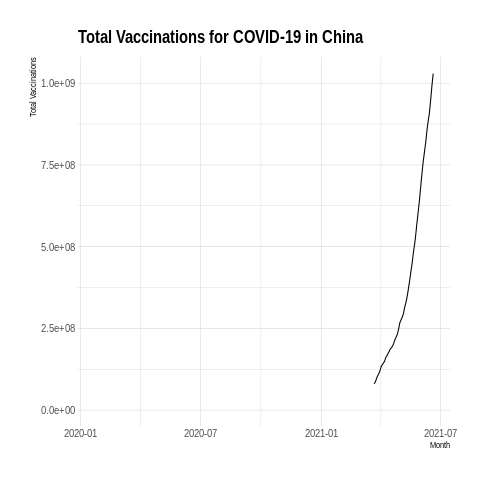 Total Vaccinations for COVID-19 in China
Total Vaccinations
1.0e+09
7.5e+08
5.0e+08
2.5e+08
0.0e+00
2020-01
2020-07
2021-01
2021-07
Month